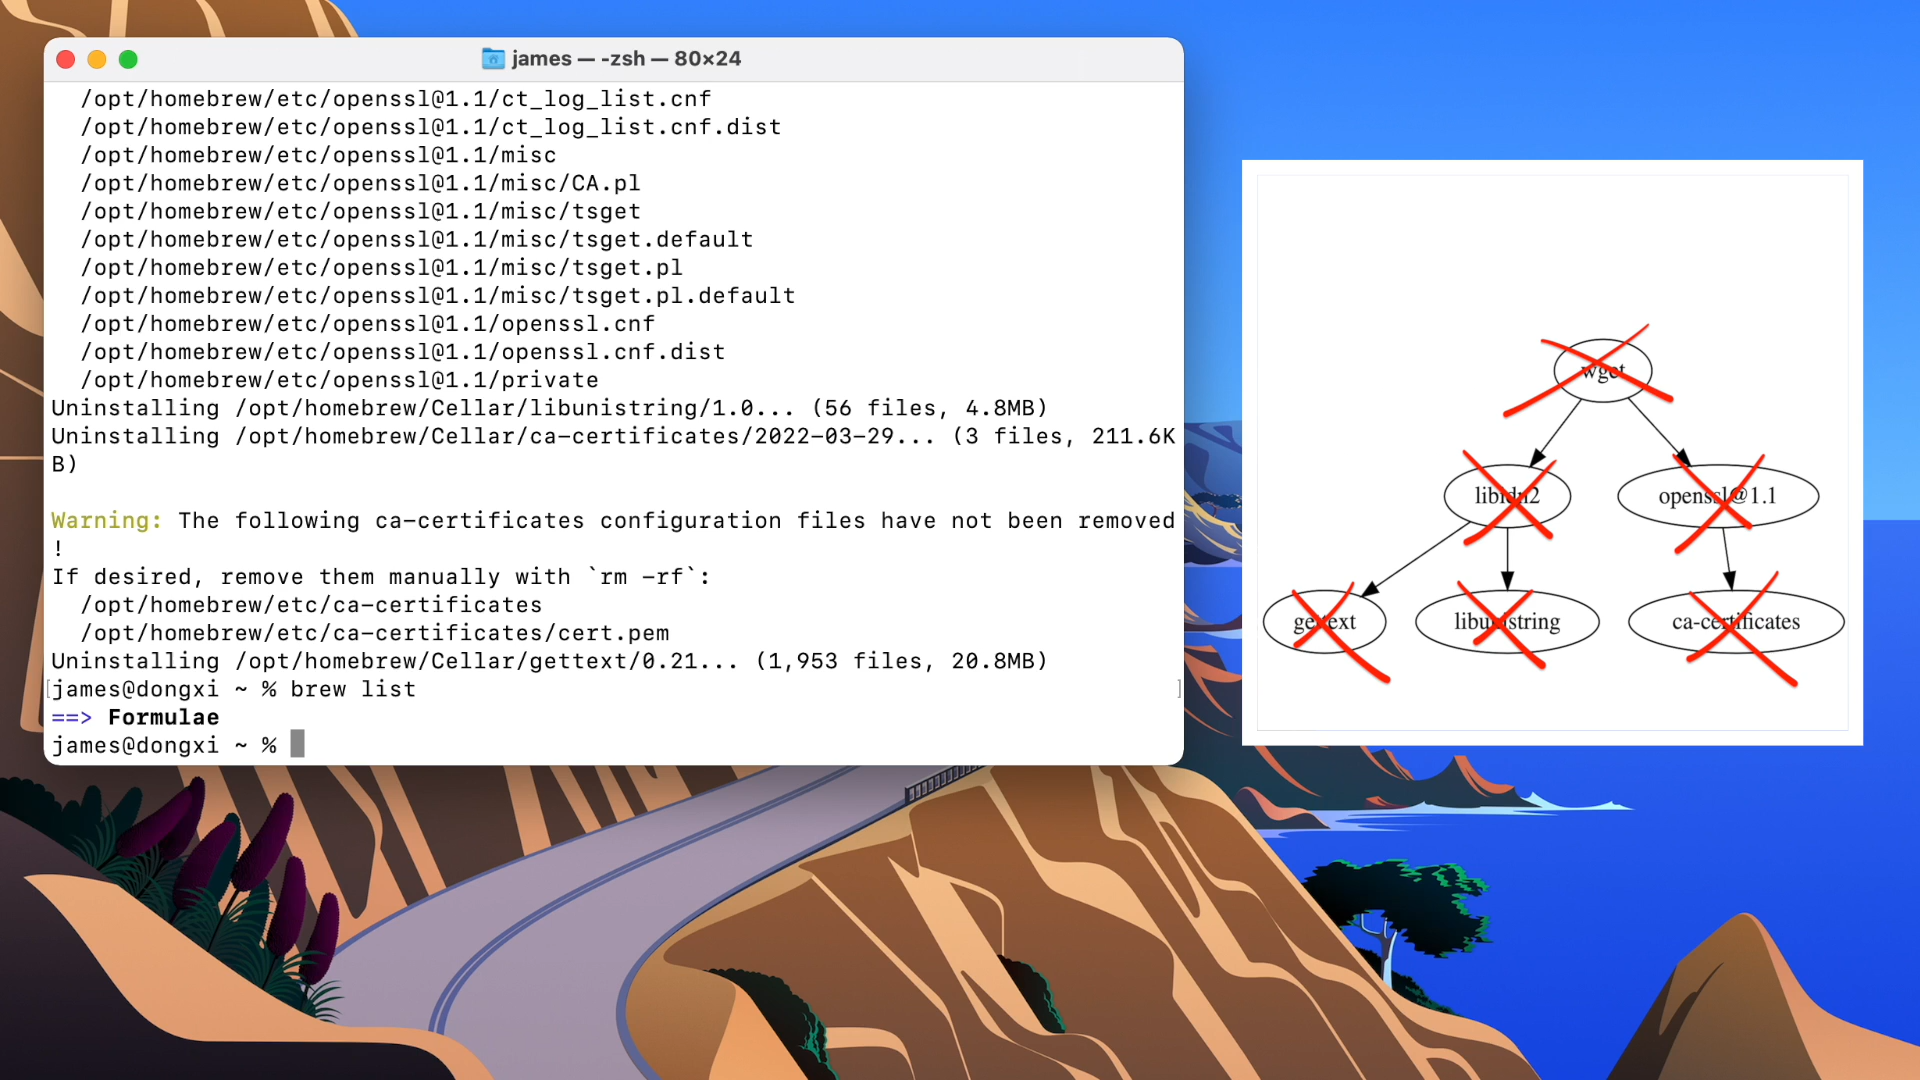 james — -zsh — 80×24
/opt/homebrew/etc/openssl@1.1/ct_log_list.cnf
/opt/homebrew/etc/openssl@1.1/ct_log_list.cnf.dist
/opt/homebrew/etc/openssl@1.1/misc
/opt/homebrew/etc/openssl@1.1/misc/CA.pl
/opt/homebrew/etc/openssl@1.1/misc/tsget
/opt/homebrew/etc/openssl@1.1/misc/tsget.default
/opt/homebrew/etc/openssl@1.1/misc/tsget.pl
/opt/homebrew/etc/openssl@1.1/misc/tsget.pl.default
/opt/homebrew/etc/openssl@1.1/openssl.cnf
/opt/homebrew/etc/openssl@1.1/openssl.cnf.dist
/opt/homebrew/etc/openssl@1.1/private
Uninstalling /opt/homebrew/Cellar/libunistring/1.0... (56 files, 4.8MB)
Uninstalling /opt/homebrew/Cellar/ca-certificates/2022-03-29... (3 files, 211.6K
B)
Warning: The following ca-certificates configuration files have not been removed
!
If desired, remove them manually with `rm -rf`:
/opt/homebrew/etc/ca-certificates
/opt/homebrew/etc/ca-certificates/cert.pem
Uninstalling /opt/homebrew/Cellar/gettext/0.21... (1,953 files, 20.8MB)
[james@dongxi ~ % brew list ]
==> Formulae
james@dongxi ~ %
wget
libidn2
openssl@1.1
gettext
libunistring
ca-certificates